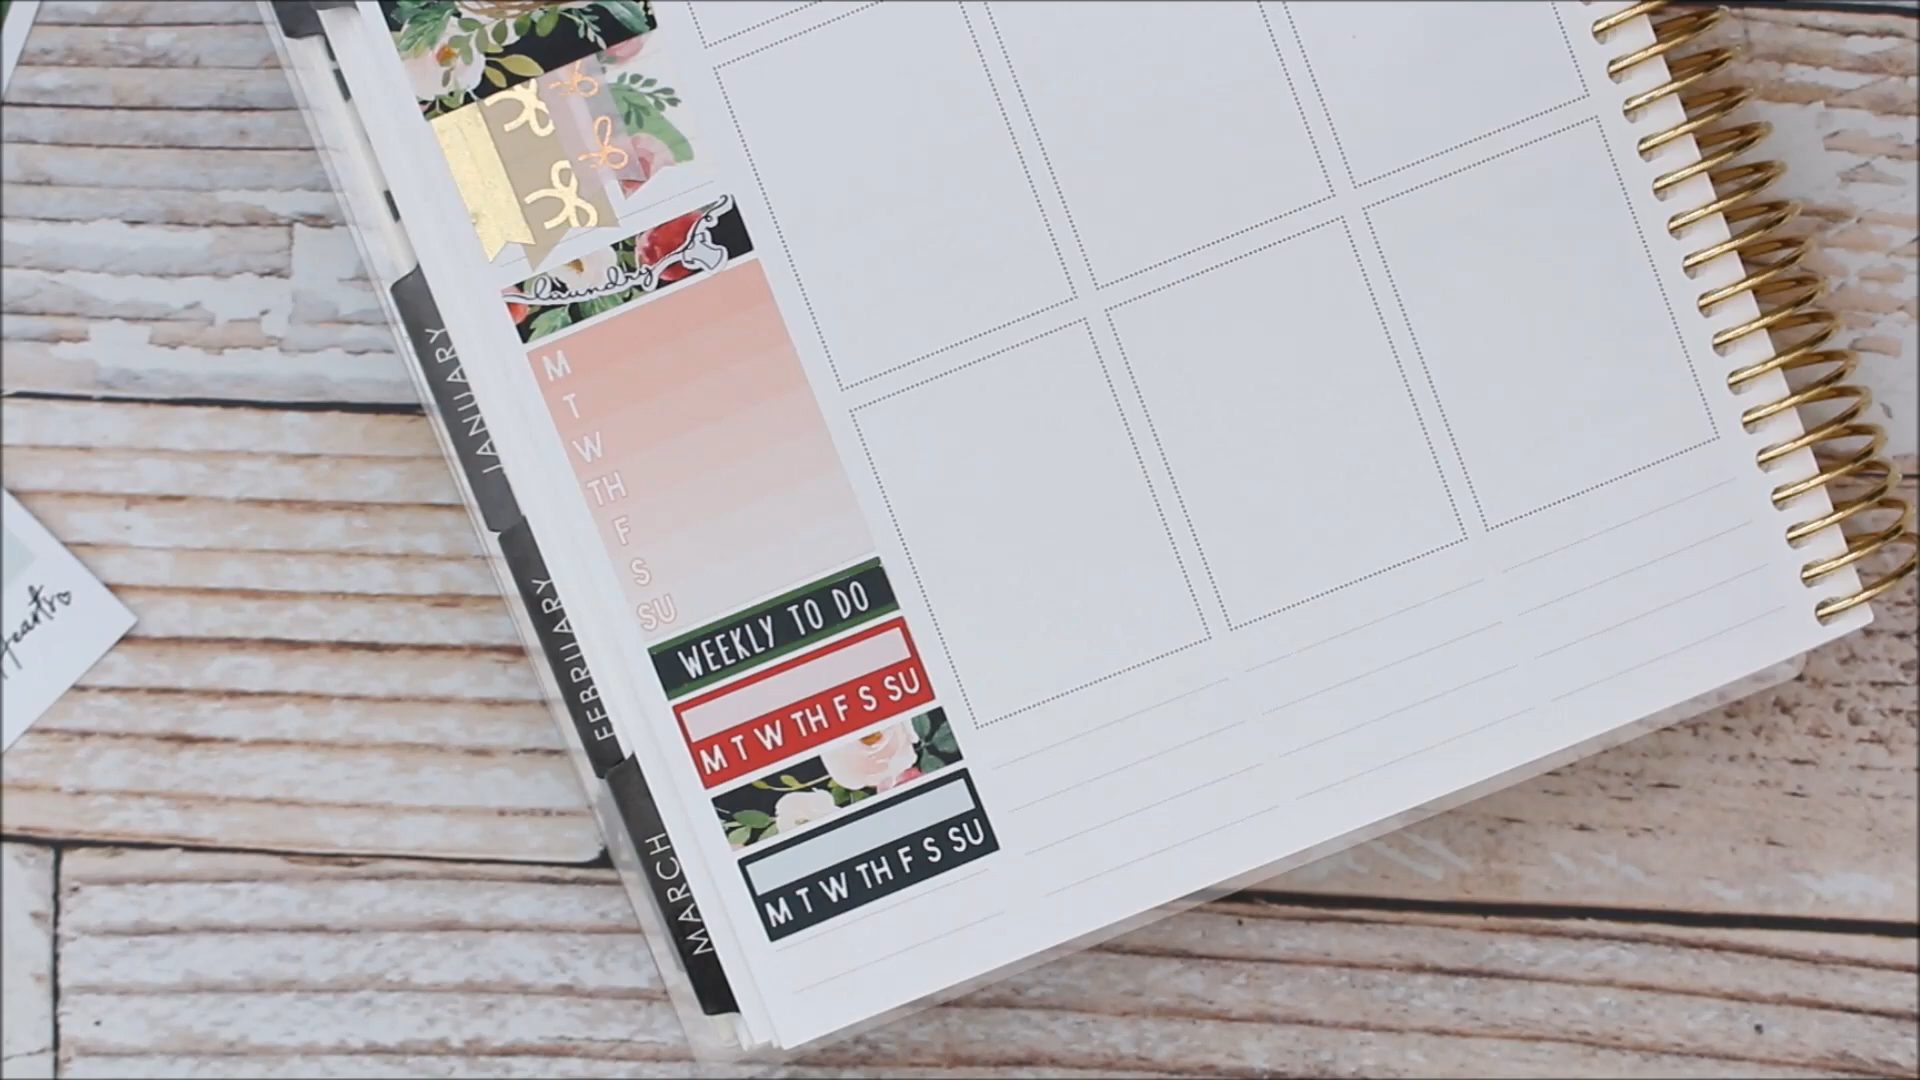 laundry
M
T
W
TH
F
S
SU
WEEKLY TO DO
M T W TH F S SU
M T W TH F S SU
JANUARY
FEBRUARY
MARCH